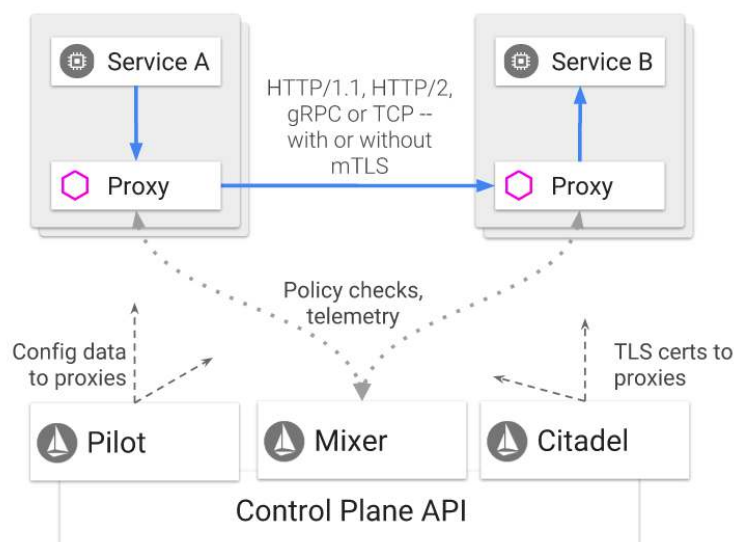 Service A
Service B
HTTP/1.1, HTTP/2,
gRPC or TCP --
with or without
mTLS
Proxy
Proxy
Policy checks,
telemetry
Config data
to proxies
TLS certs to
proxies
Pilot
Mixer
Citadel
Control Plane API